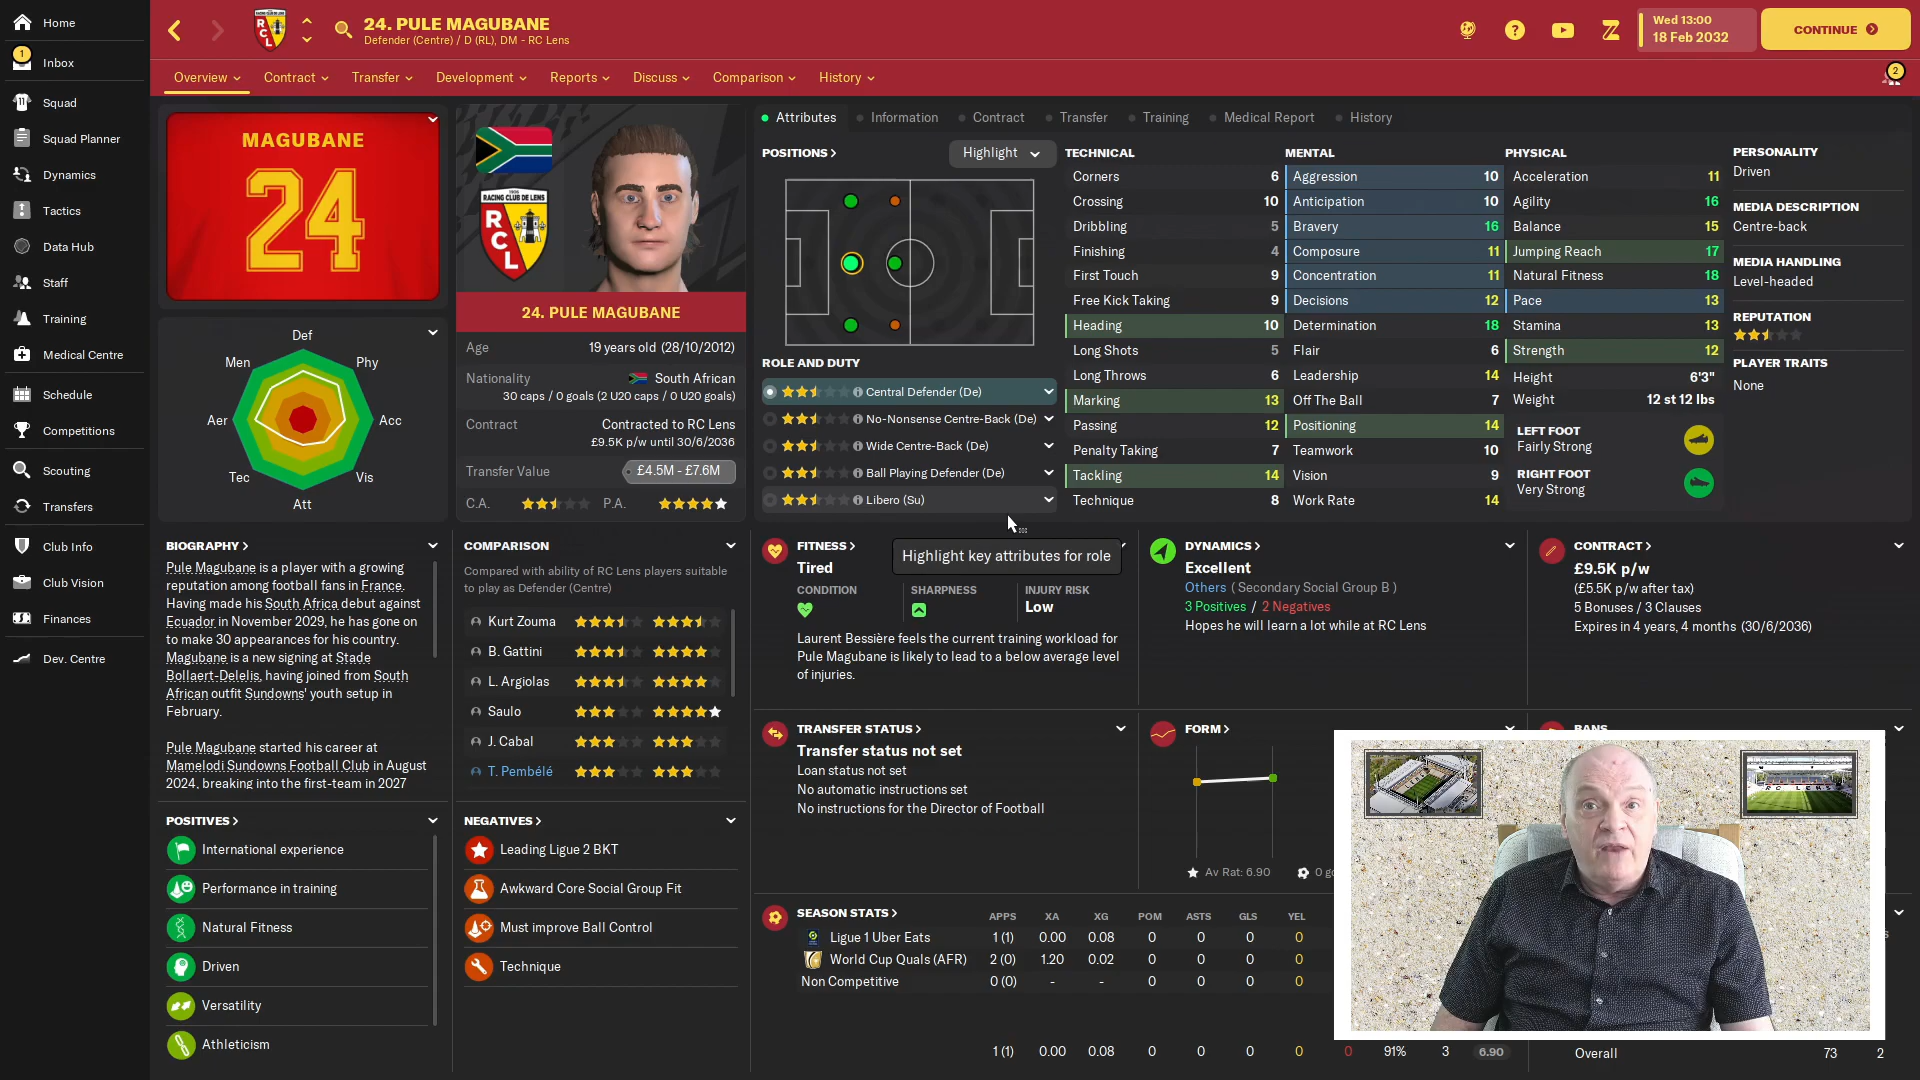 Home
Inbox
1
Squad
Squad Planner
Dynamics
Tactics
Data Hub
Staff
Training
Medical Centre
Schedule
Competitions
Scouting
Transfers
Club Info
Club Vision
Finances
Dev. Centre
24. PULE MAGUBANE
Defender (Centre) / D (RL), DM - RC Lens
Wed 13:00
18 Feb 2032
CONTINUE
Overview
Contract
Transfer
Development
Reports
Discuss
Comparison
History
2
MAGUBANE
24
Def
Men
Phy
Aer
Acc
Tec
Vis
Att
1906
RACING CLUB DE LENS
RCL
24. PULE MAGUBANE
Age 19 years old (28/10/2012)
Nationality South African
30 caps / 0 goals (2 U20 caps / 0 U20 goals)
Contract Contracted to RC Lens
£9.5K p/w until 30/6/2036
Transfer Value £4.5M - £7.6M
C.A. P.A.
Attributes Information Contract Transfer Training Medical Report History
POSITIONS >
Highlight
ROLE AND DUTY
Central Defender (De)
No-Nonsense Centre-Back (De)
Wide Centre-Back (De)
Ball Playing Defender (De)
Libero (Su)
TECHNICAL
Corners 6
Crossing 10
Dribbling 5
Finishing 4
First Touch 9
Free Kick Taking 9
Heading 10
Long Shots 5
Long Throws 6
Marking 13
Passing 12
Penalty Taking 7
Tackling 14
Technique 8
MENTAL
Aggression 10
Anticipation 10
Bravery 16
Composure 11
Concentration 11
Decisions 12
Determination 18
Flair 6
Leadership 14
Off The Ball 7
Positioning 14
Teamwork 10
Vision 9
Work Rate 14
PHYSICAL
Acceleration 11
Agility 16
Balance 15
Jumping Reach 17
Natural Fitness 18
Pace 13
Stamina 13
Strength 12
Height 6'3"
Weight 12 st 12 lbs
LEFT FOOT
Fairly Strong
RIGHT FOOT
Very Strong
PERSONALITY
Driven
MEDIA DESCRIPTION
Centre-back
MEDIA HANDLING
Level-headed
REPUTATION
PLAYER TRAITS
None
BIOGRAPHY >
Pule Magubane is a player with a growing
reputation among football fans in France.
Having made his South Africa debut against
Ecuador in November 2029, he has gone on
to make 30 appearances for his country.
Magubane is a new signing at Stade
Bollaert-Delelis, having joined from South
African outfit Sundowns' youth setup in
February.
Pule Magubane started his career at
Mamelodi Sundowns Football Club in August
2024, breaking into the first-team in 2027
COMPARISON
Compared with ability of RC Lens players suitable
to play as Defender (Centre)
Kurt Zouma
B. Gattini
L. Argiolas
Saulo
J. Cabal
T. Pembélé
FITNESS >
Tired
Highlight key attributes for role
CONDITION SHARPNESS INJURY RISK
Low
Laurent Bessière feels the current training workload for
Pule Magubane is likely to lead to a below average level
of injuries.
DYNAMICS >
Excellent
Others ( Secondary Social Group B )
3 Positives / 2 Negatives
Hopes he will learn a lot while at RC Lens
CONTRACT >
£9.5K p/w
(£5.5K p/w after tax)
5 Bonuses / 3 Clauses
Expires in 4 years, 4 months (30/6/2036)
TRANSFER STATUS >
Transfer status not set
Loan status not set
No automatic instructions set
No instructions for the Director of Football
FORM >
Av Rat: 6.90
BANS
POSITIVES >
International experience
Performance in training
Natural Fitness
Driven
Versatility
Athleticism
NEGATIVES >
Leading Ligue 2 BKT
Awkward Core Social Group Fit
Must improve Ball Control
Technique
SEASON STATS > APPS XA XG POM ASTS GLS YEL
Ligue 1 Uber Eats 1 (1) 0.00 0.08 0 0 0 0
World Cup Quals (AFR) 2 (0) 1.20 0.02 0 0 0 0
Non Competitive 0 (0) - - 0 0 0 0
1 (1) 0.00 0.08 0 0 0 0 0 91% 3 6.90
Overall 73 2
RC LENS